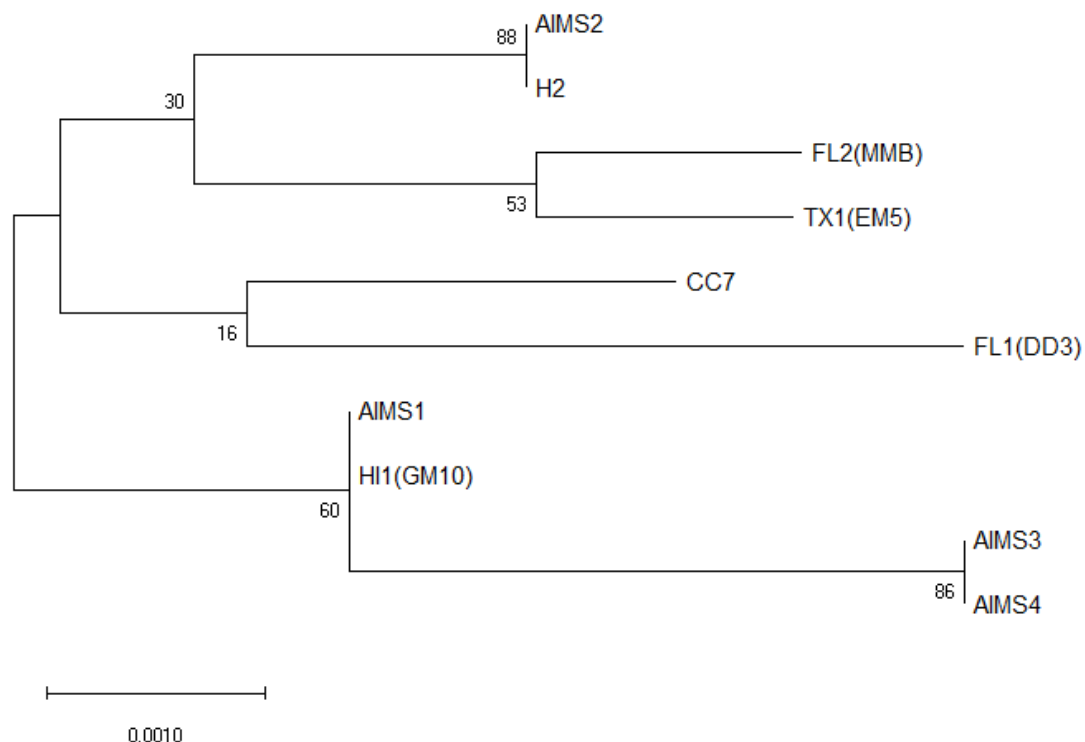 AIMS2
88
H2
30
FL2(MMB)
53
TX1(EM5)
CC7
16
FL1(DD3)
AIMS1
HI1(GM10)
60
AIMS3
86
AIMS4
0.0010